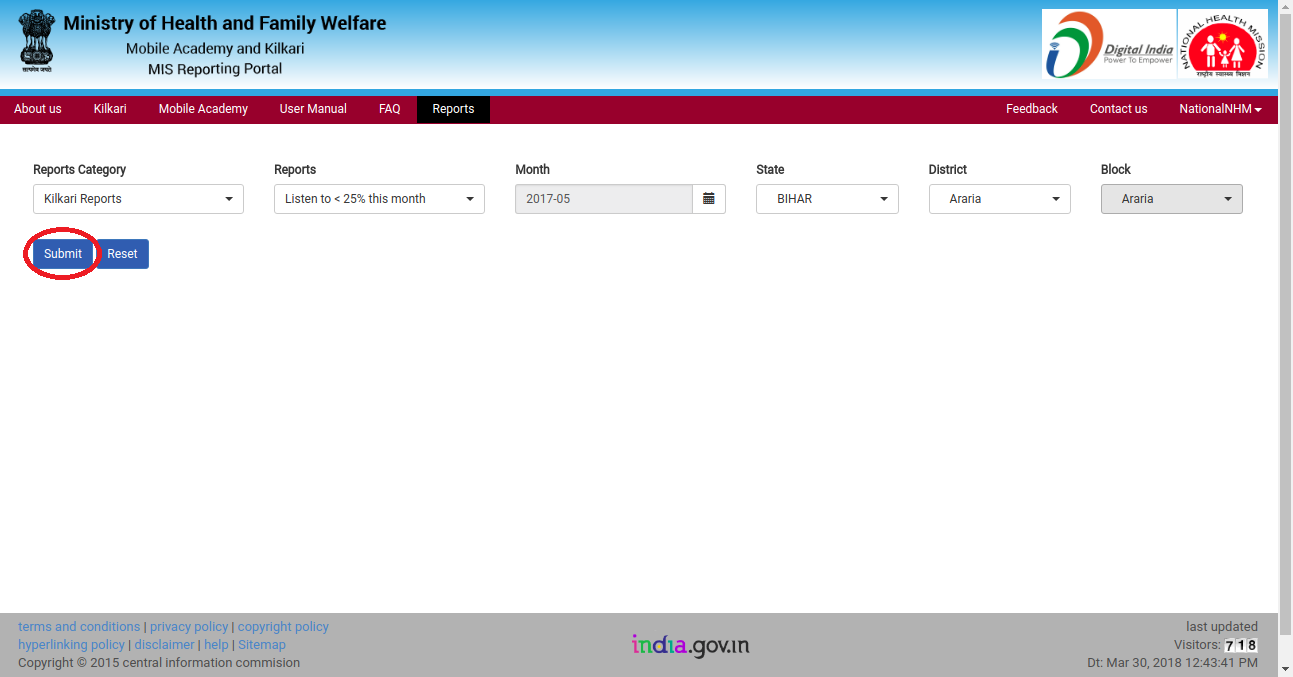 Ministry of Health and Family Welfare
Mobile Academy and Kilkari
MIS Reporting Portal
सत्यमेव जयते
Digital India
Power To Empower
NATIONAL HEALTH MISSION
राष्ट्रीय स्वास्थ्य मिशन
About us Kilkari Mobile Academy User Manual FAQ Reports Feedback Contact us NationalNHM
Reports Category Reports Month State District Block
Kilkari Reports Listen to < 25% this month 2017-05 BIHAR Araria Araria
Submit Reset
terms and conditions | privacy policy | copyright policy
hyperlinking policy | disclaimer | help | Sitemap
Copyright © 2015 central information commision
india.gov.in
last updated
Visitors: 718
Dt: Mar 30, 2018 12:43:41 PM